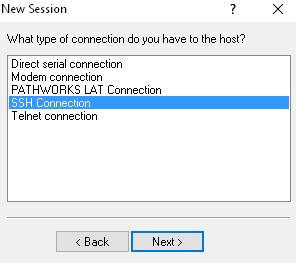 New Session
?
What type of connection do you have to the host?
Direct serial connection
Modem connection
PATHWORKS LAT Connection
SSH Connection
Telnet connection
< Back
Next >